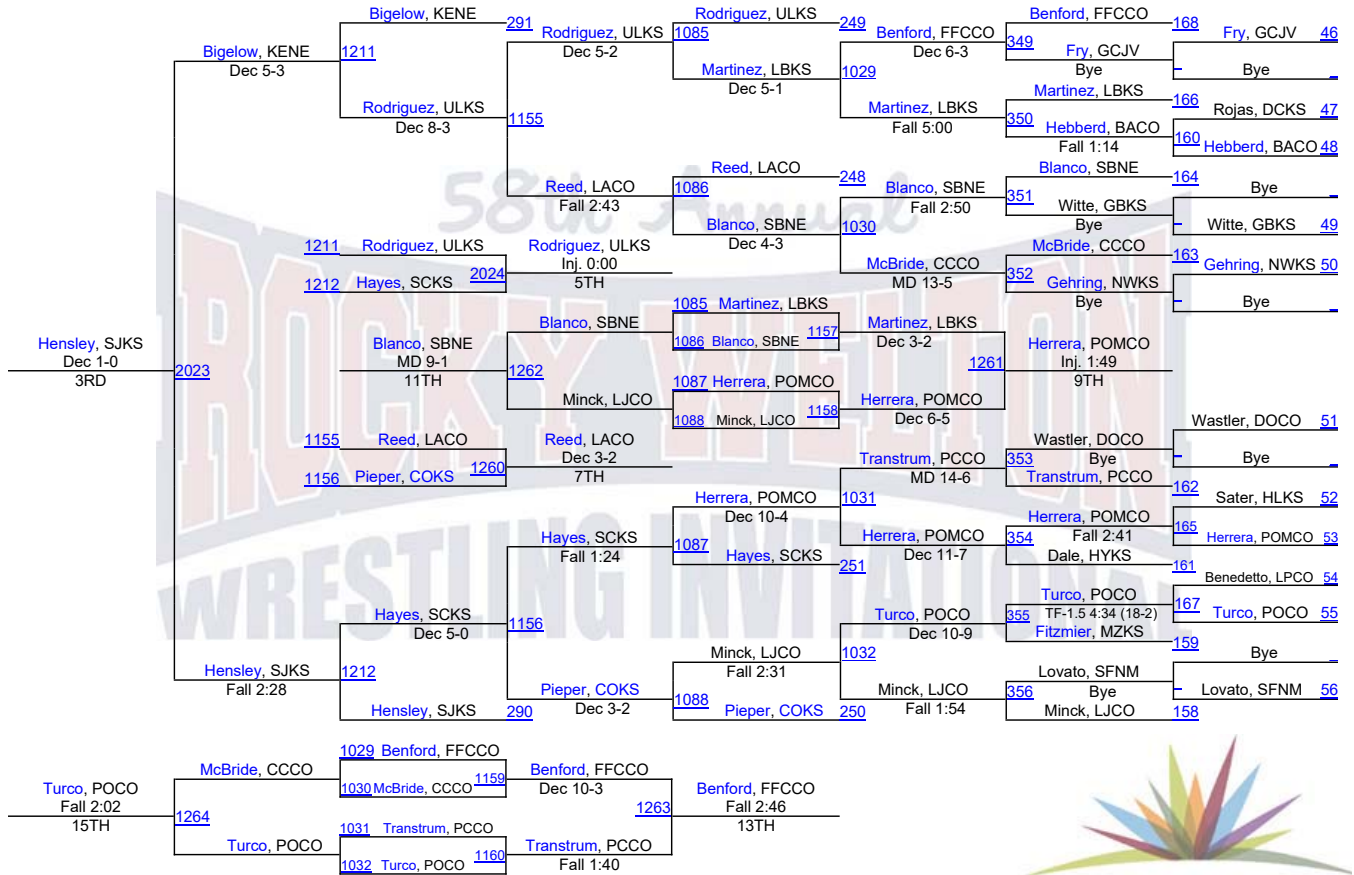 Bigelow, KENE
Rodriguez, ULKS
Benford, FFCCO
291
249
168
Fry, GCJV 46
Rodriguez, ULKS
1085
Benford, FFCCO
Bigelow, KENE
1211
Dec 5-2
Dec 6-3
349
Fry, GCJV
Dec 5-3
Martinez, LBKS
1029
Bye
Bye
Dec 5-1
Martinez, LBKS
166
Rodriguez, ULKS
1155
Martinez, LBKS
Rojas, DCKS 47
Dec 8-3
Fall 5:00
350
Hebberd, BACO
160
Fall 1:14
Hebberd, BACO 48
Reed, LACO
248
Blanco, SBNE
164
Reed, LACO
1086
Blanco, SBNE
Bye
Fall 2:43
Fall 2:50
351
Witte, GBKS
58th Annual
Blanco, SBNE
1030
Bye
Witte, GBKS 49
Dec 4-3
McBride, CCCO
1211 Rodriguez, ULKS
Rodriguez, ULKS
163
Inj. 0:00
McBride, CCCO
Gehring, NWKS 50
1212 Hayes, SCKS
2024
5TH
MD 13-5
352
Gehring, NWKS
Bye
Bye
1085 Martinez, LBKS
Blanco, SBNE
1157
Martinez, LBKS
ROCKY WELTON
Hensley, SJKS
Blanco, SBNE
1086 Blanco, SBNE
Dec 3-2
Herrera, POMCO
Dec 1-0
MD 9-1
1261
Inj. 1:49
3RD
2023
11TH
1262
9TH
1087 Herrera, POMCO
Minck, LJCO
1158
Herrera, POMCO
1088 Minck, LJCO
Dec 6-5
Wastler, DOCO 51
1155 Reed, LACO
Reed, LACO
Wastler, DOCO
Dec 3-2
Transtrum, PCCO
353
Bye
Bye
1156 Pieper, COKS
1260
7TH
MD 14-6
Transtrum, PCCO
162
Herrera, POMCO
1031
Sater, HLKS 52
Dec 10-4
Herrera, POMCO
165
WRESTLING INVITATIONAL
Hayes, SCKS
1087
Herrera, POMCO
354
Fall 2:41
Herrera, POMCO 53
Fall 1:24
Hayes, SCKS
251
Dec 11-7
Dale, HYKS
161
Benedetto, LPCO 54
Turco, POCO
167
Hayes, SCKS
1156
Turco, POCO
355
TF-1.5 4:34 (18-2)
Turco, POCO 55
Dec 5-0
Dec 10-9
Fitzmier, MZKS
159
Minck, LJCO
1032
Bye
Hensley, SJKS
1212
Fall 2:31
Lovato, SFNM
Fall 2:28
Pieper, COKS
1088
Minck, LJCO
356
Bye
Lovato, SFNM 56
Hensley, SJKS
290
Dec 3-2
Pieper, COKS
250
Fall 1:54
Minck, LJCO
158
1029 Benford, FFCCO
McBride, CCCO
1159
Benford, FFCCO
Turco, POCO
1030 McBride, CCCO
Dec 10-3
Benford, FFCCO
Fall 2:02
1263
Fall 2:46
15TH
1264
13TH
1031 Transtrum, PCCO
Turco, POCO
1160
Transtrum, PCCO
1032 Turco, POCO
Fall 1:40